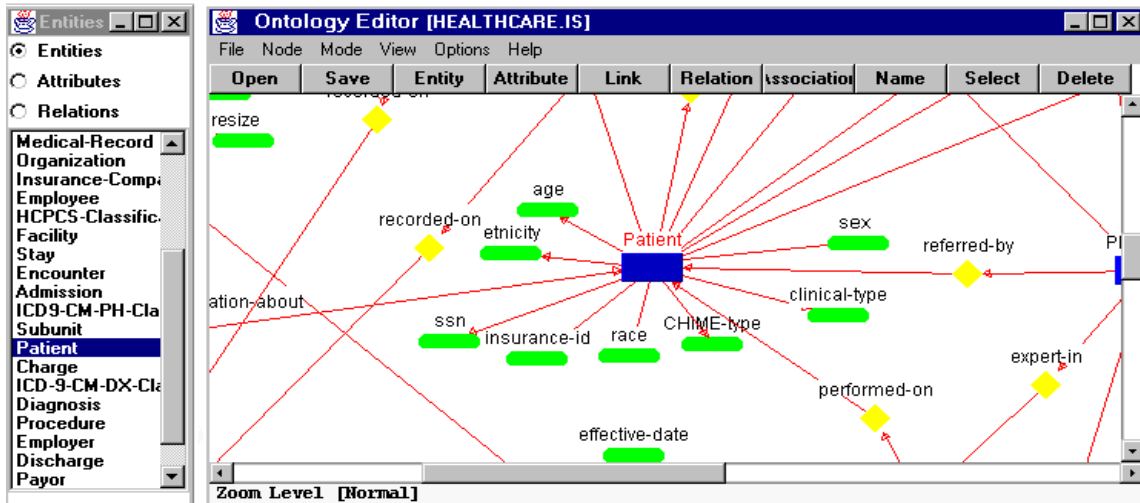 Entities
Entities
Attributes
Relations
Medical-Record
Organization
Insurance-Compa
Employee
HCPCS-Classific-
Facility
Stay
Encounter
Admission
ICD9-CM-PH-Cla
Subunit
Patient
Charge
ICD-9-CM-DX-Cla
Diagnosis
Procedure
Employer
Discharge
Payor
Ontology Editor [HEALTHCARE.IS]
File Node Mode View Options Help
Open Save Entity Attribute Link Relation Association Name Select Delete
recorded-on
resize
age
recorded-on
etnicity
Patient
sex
referred-by
P
ation-about
clinical-type
ssn
insurance-id
race
CHIME-type
expert-in
performed-on
effective-date
Zoom Level [Normal]